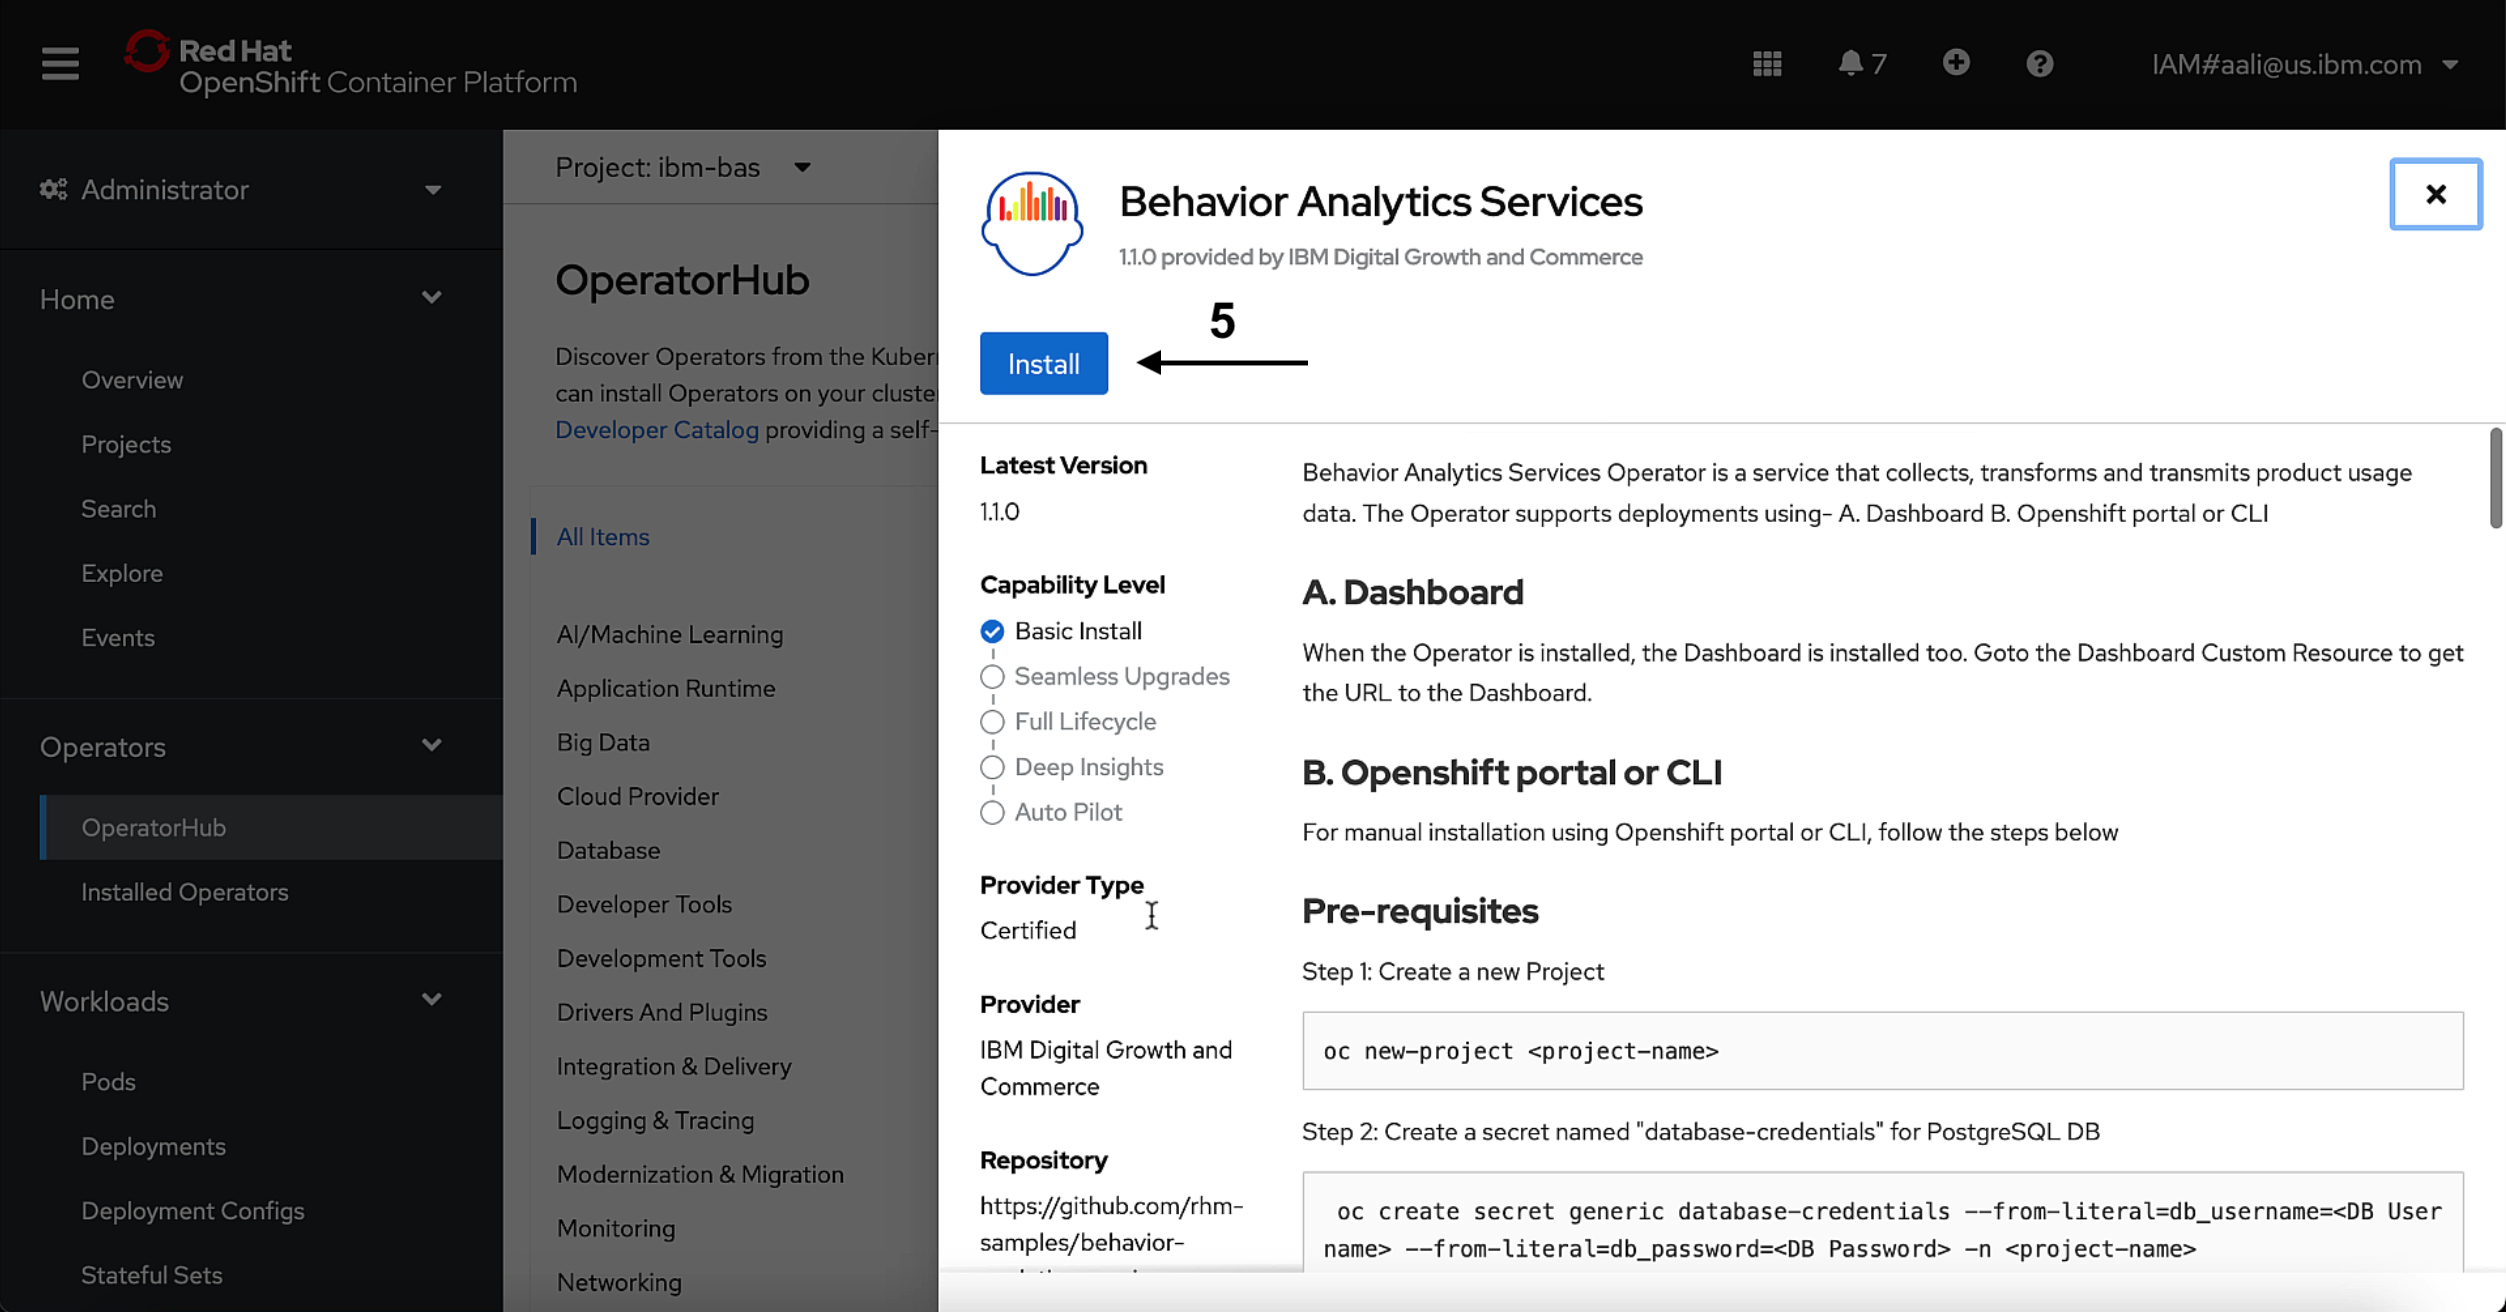 Red Hat
OpenShift Container Platform
7
IAM#aali@us.ibm.com
Administrator
Home
Overview
Projects
Search
Explore
Events
Operators
OperatorHub
Installed Operators
Workloads
Pods
Deployments
Deployment Configs
Stateful Sets
Project: ibm-bas
OperatorHub
Discover Operators from the
can install Operators on your
Developer Catalog providing a
All Items
AI/Machine Learning
Application Runtime
Big Data
Cloud Provider
Database
Developer Tools
Development Tools
Drivers And Plugins
Integration & Delivery
Logging & Tracing
Modernization & Migration
Monitoring
Networking
Behavior Analytics Services
1.1.0 provided by IBM Digital Growth and Commerce
5
Install
Latest Version
1.1.0
Capability Level
Basic Install
Seamless Upgrades
Full Lifecycle
Deep Insights
Auto Pilot
Provider Type
Certified
Provider
IBM Digital Growth and
Commerce
Repository
https://github.com/rhm-
samples/behavior-
Behavior Analytics Services Operator is a service that collects, transforms and transmits product usage
data. The Operator supports deployments using- A. Dashboard B. Openshift portal or CLI
A. Dashboard
When the Operator is installed, the Dashboard is installed too. Goto the Dashboard Custom Resource to get
the URL to the Dashboard.
B. Openshift portal or CLI
For manual installation using Openshift portal or CLI, follow the steps below
Pre-requisites
Step 1: Create a new Project
oc new-project <project-name>
Step 2: Create a secret named "database-credentials" for PostgreSQL DB
oc create secret generic database-credentials --from-literal=db_username=<DB User
name> --from-literal=db_password=<DB Password> -n <project-name>